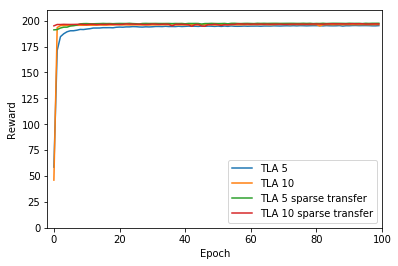 200
175
150
125
100
75
50
25
0
Reward
0 20 40 60 80 100
Epoch
TLA 5
TLA 10
TLA 5 sparse transfer
TLA 10 sparse transfer